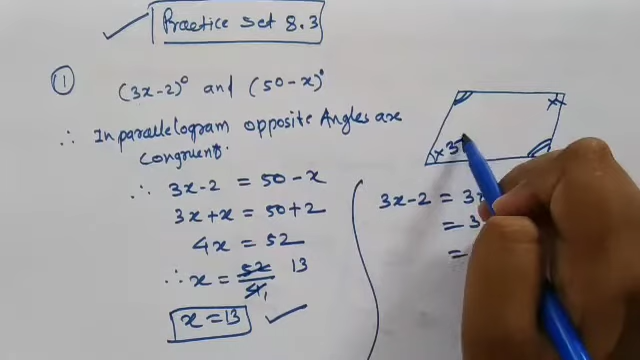 Practice Set 8.3
① (3x-2)° and (50-x)°
∴ In parallelogram opposite Angles are
congruent.
∴ 3x-2 = 50-x
3x+x = 50+2
4x = 52
∴ x = 52/4 13
x = 13
3x-2 =
=
=
x x
x